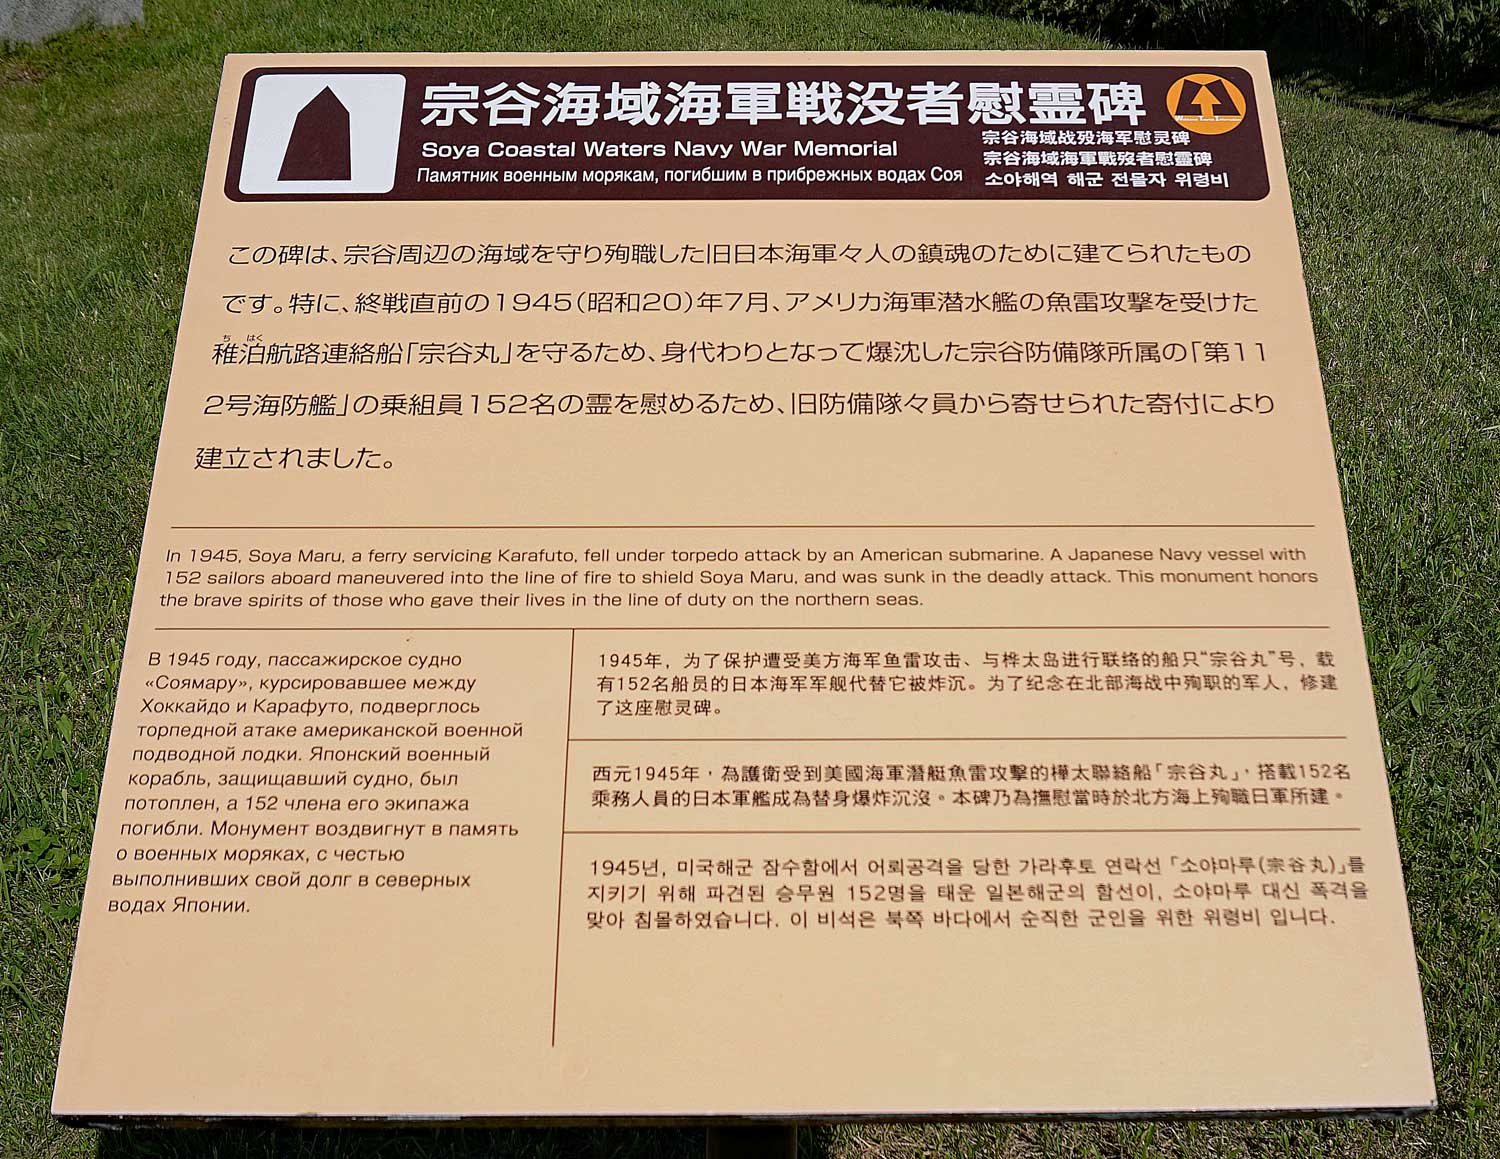 宗谷海域海軍戦没者慰霊碑
Soya Coastal Waters Navy War Memorial
Памятник военным морякам, погибшим в прибрежных водах Соя
宗谷海域战殁海军慰灵碑
宗谷海域海軍戰歿者慰靈碑
소야해역 해군 전몰자 위령비
この碑は、宗谷周辺の海域を守り殉職した旧日本海軍々人の鎮魂のために建てられたもの
です。特に、終戦直前の1945(昭和20)年7月、アメリカ海軍潜水艦の魚雷攻撃を受けた
ち はく
稚泊航路連絡船「宗谷丸」を守るため、身代わりとなって爆沈した宗谷防備隊所属の「第11
2号海防艦」の乗組員152名の霊を慰めるため、旧防備隊々員から寄せられた寄付により
建立されました。
In 1945, Soya Maru, a ferry servicing Karafuto, fell under torpedo attack by an American submarine. A Japanese Navy vessel with
152 sailors aboard maneuvered into the line of fire to shield Soya Maru, and was sunk in the deadly attack. This monument honors
the brave spirits of those who gave their lives in the line of duty on the northern seas.
В 1945 году, пассажирское судно
«Соямару», курсировавшее между
Хоккайдо и Карафуто, подверглось
торпедной атаке американской военной
подводной лодки. Японский военный
корабль, защищавший судно, был
потоплен, а 152 члена его экипажа
погибли. Монумент воздвигнут в память
о военных моряках, с честью
выполнивших свой долг в северных
водах Японии.
1945年，为了保护遭受美方海军鱼雷攻击、与桦太岛进行联络的船只“宗谷丸”号，载
有152名船员的日本海军军舰代替它被炸沉。为了纪念在北部海战中殉职的军人，修建
了这座慰灵碑。
西元1945年，為護衛受到美國海軍潛艇魚雷攻擊的樺太聯絡船「宗谷丸」，搭載152名
乘務人員的日本軍艦成為替身爆炸沉沒。本碑乃為撫慰當時於北方海上殉職日軍所建。
1945년, 미국해군 잠수함에서 어뢰공격을 당한 가라후토 연락선 「소야마루(宗谷丸)」를
지키기 위해 파견된 승무원 152명을 태운 일본해군의 함선이, 소야마루 대신 폭격을
맞아 침몰하였습니다. 이 비석은 북쪽 바다에서 순직한 군인을 위한 위령비 입니다.